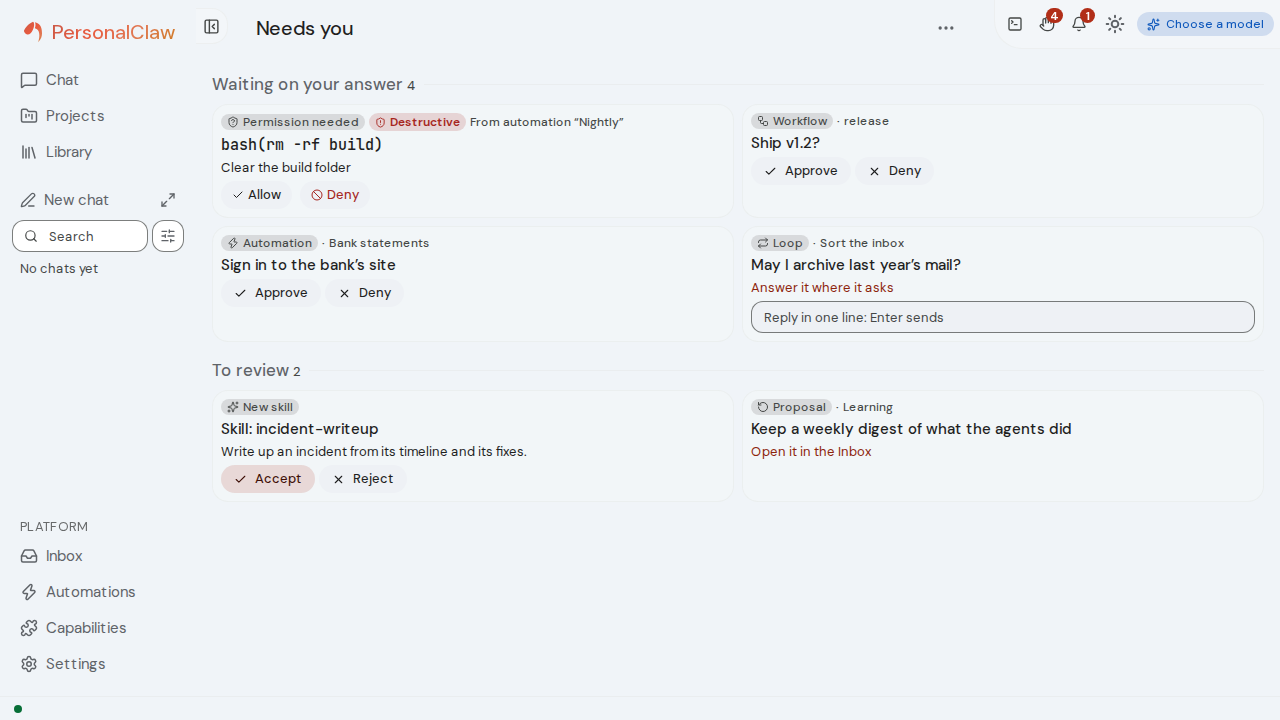 PersonalClaw
Chat
Projects
Library
New chat
Search
No chats yet
PLATFORM
Inbox
Automations
Capabilities
Settings
Needs you
4
1
Choose a model
Waiting on your answer 4
Permission needed Destructive From automation “Nightly”
bash(rm -rf build)
Clear the build folder
Allow Deny
Workflow · release
Ship v1.2?
Approve Deny
Automation · Bank statements
Sign in to the bank’s site
Approve Deny
Loop · Sort the inbox
May I archive last year’s mail?
Answer it where it asks
Reply in one line: Enter sends
To review 2
New skill
Skill: incident-writeup
Write up an incident from its timeline and its fixes.
Accept Reject
Proposal · Learning
Keep a weekly digest of what the agents did
Open it in the Inbox